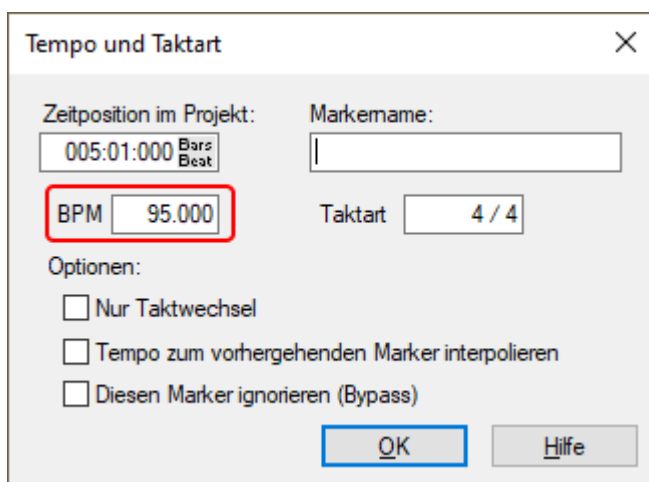 Tempo und Taktart
Zeitposition im Projekt: Markername:
005:01:000 Bars Beat
BPM 95.000 Taktart 4 / 4
Optionen:
Nur Taktwechsel
Tempo zum vorhergehenden Marker interpolieren
Diesen Marker ignorieren (Bypass)
OK Hilfe